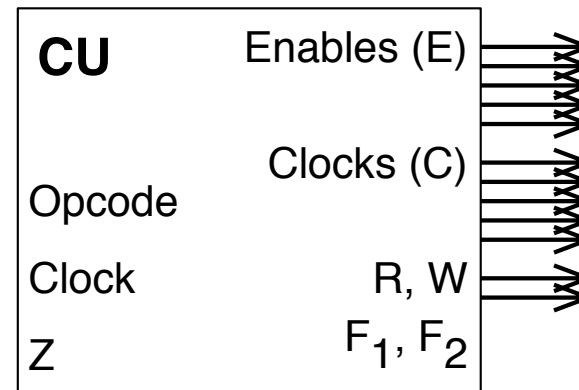 CU
Enables (E)
Clocks (C)
Opcode
Clock
R, W
Z
F1, F2